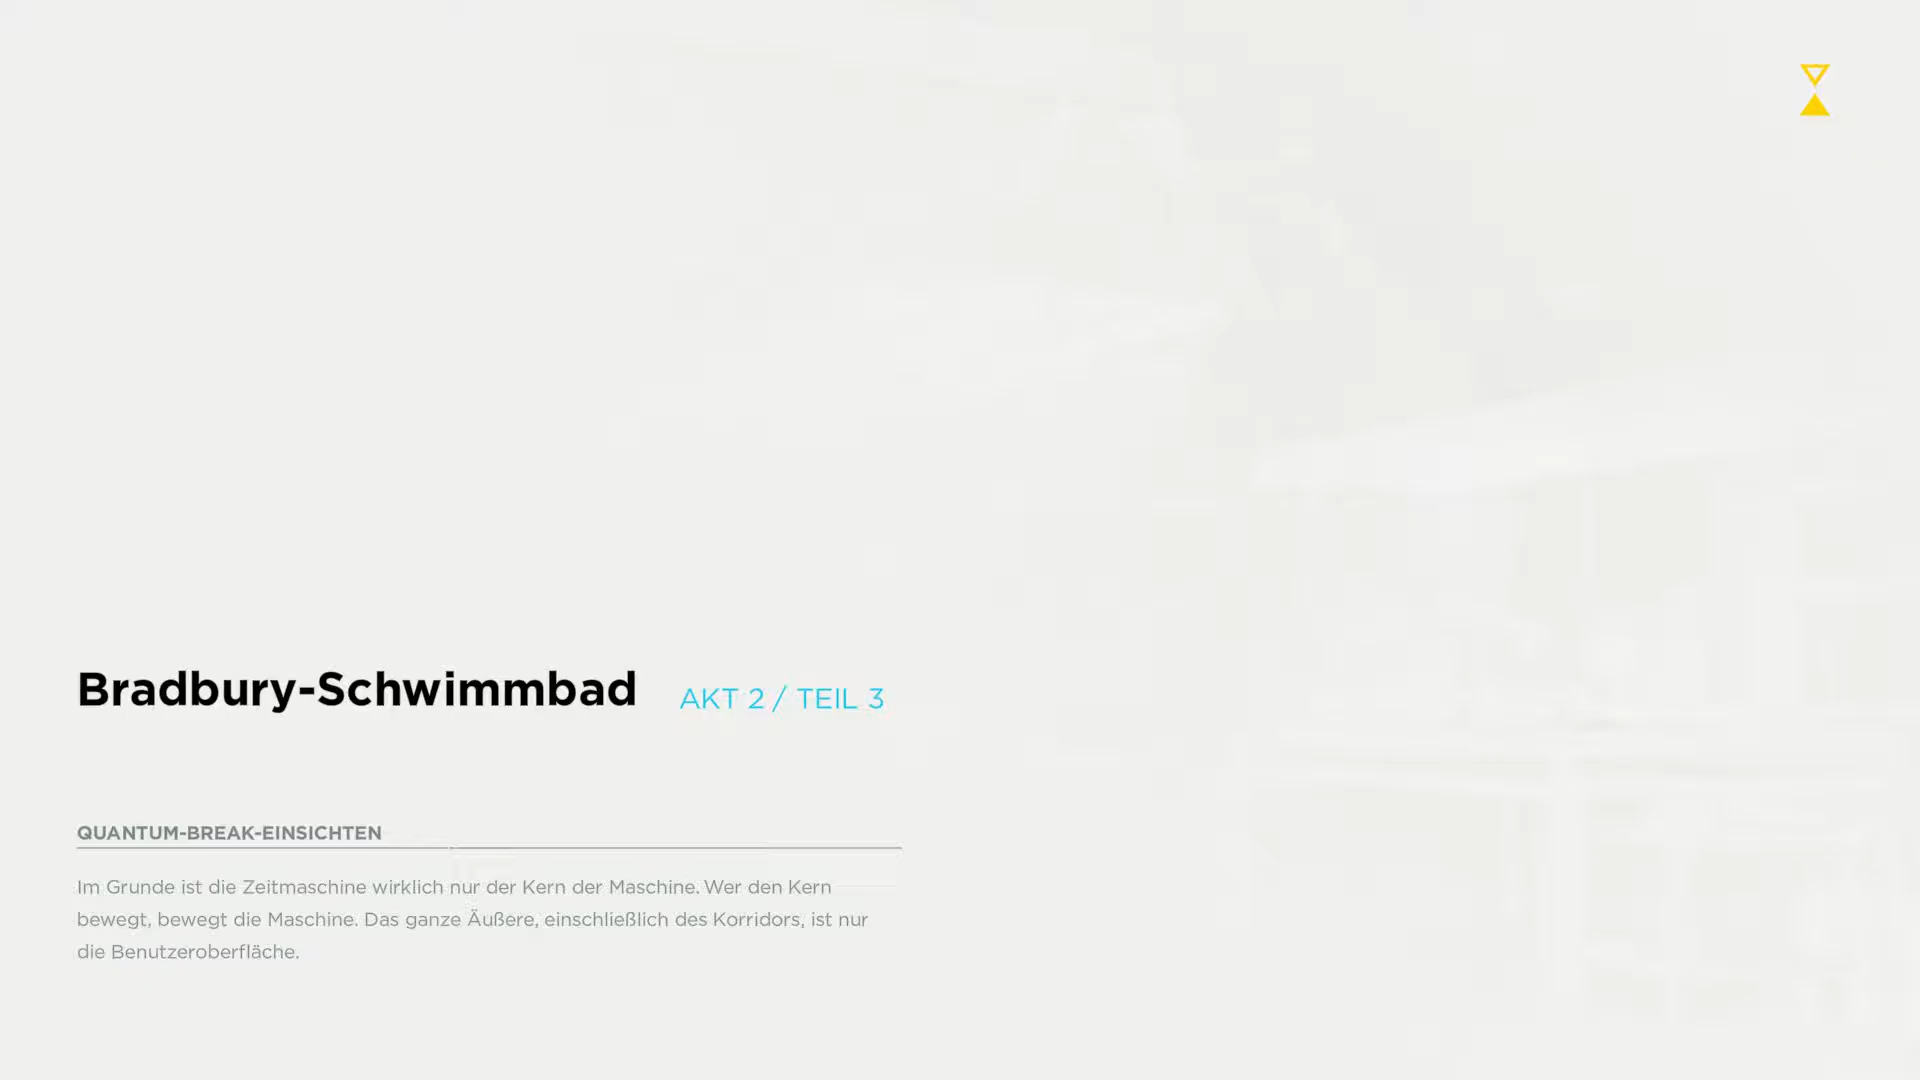 Bradbury-Schwimmbad AKT 2 / TEIL 3
QUANTUM-BREAK-EINSICHTEN
Im Grunde ist die Zeitmaschine wirklich nur der Kern der Maschine. Wer den Kern
bewegt, bewegt die Maschine. Das ganze Äußere, einschließlich des Korridors, ist nur
die Benutzeroberfläche.